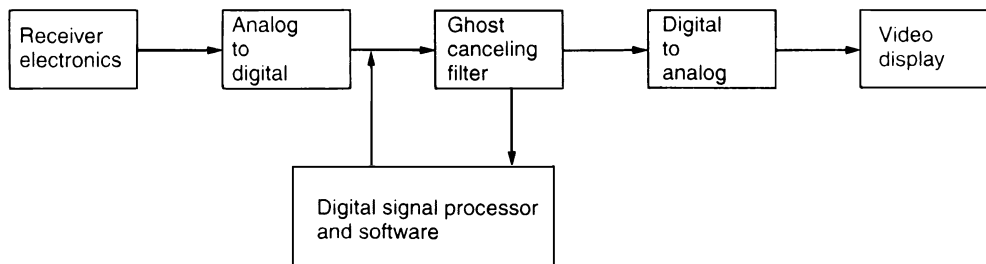 Receiver
electronics
Analog
to
digital
Ghost
canceling
filter
Digital
to
analog
Video
display
Digital signal processor
and software